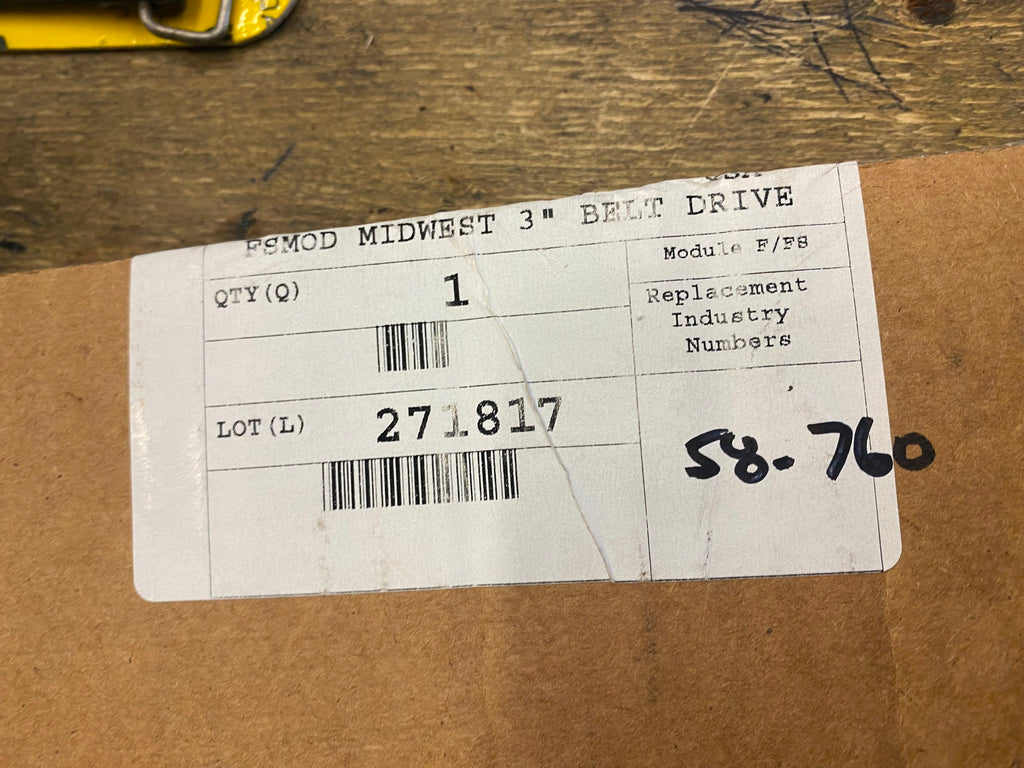 FSMOD MIDWEST 3" BELT DRIVE
QTY(Q) 1
Module F/FS
Replacement
Industry
Numbers
LOT(L) 271817
58-760